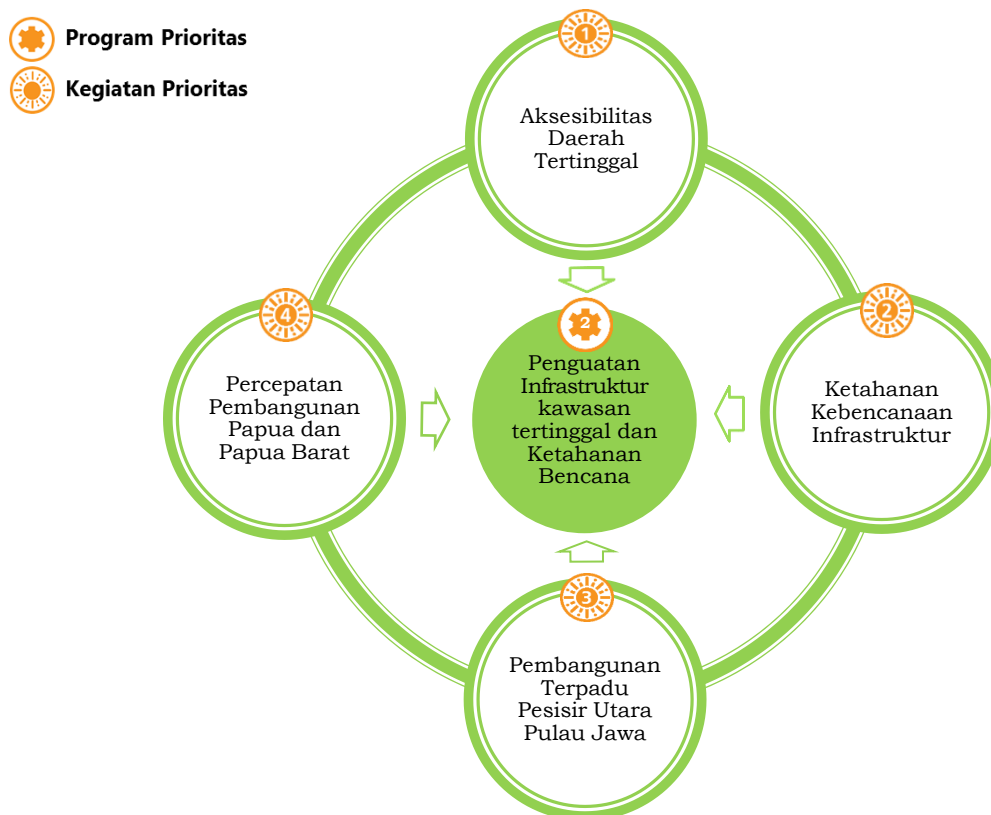 Program Prioritas
Kegiatan Prioritas
1
Aksesibilitas
Daerah
Tertinggal
2
Ketahanan
Kebencanaan
Infrastruktur
3
Pembangunan
Terpadu
Pesisir Utara
Pulau Jawa
4
Percepatan
Pembangunan
Papua dan
Papua Barat
2
Penguatan
Infrastruktur
kawasan
tertinggal dan
Ketahanan
Bencana